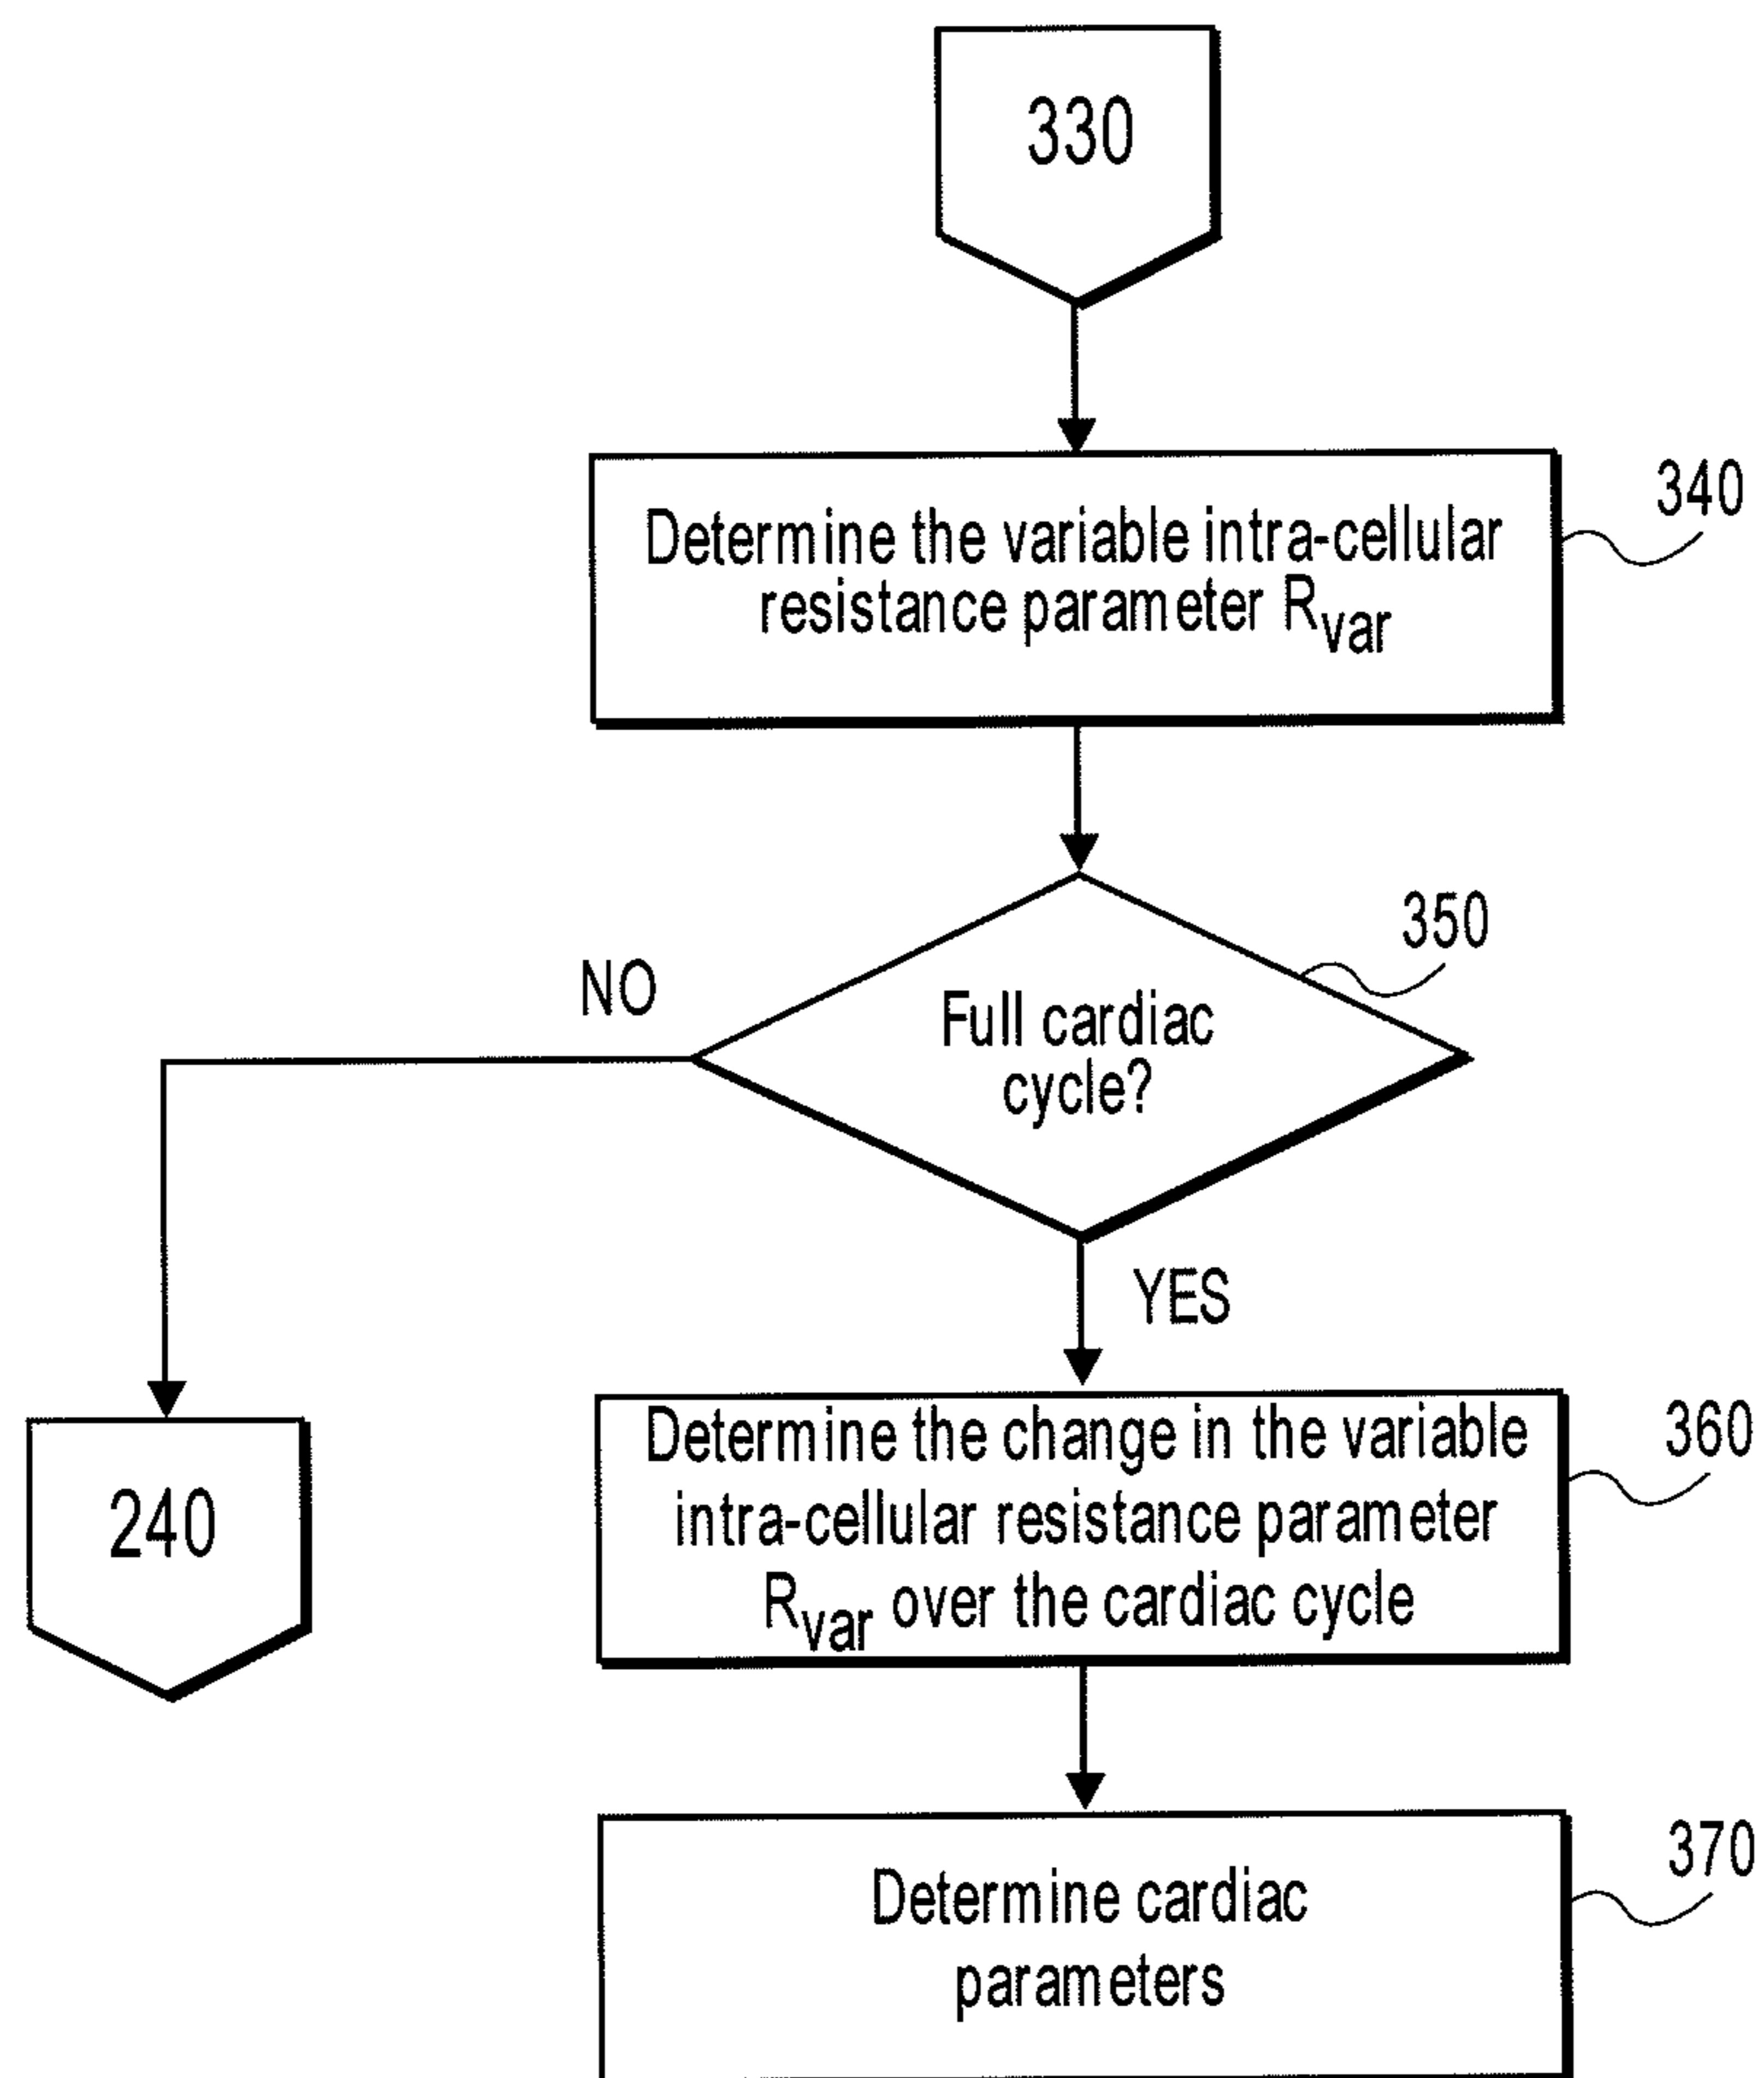 330
340
Determine the variable intra-cellular
resistance parameter Rvar
350
NO
Full cardiac
cycle?
YES
360
Determine the change in the variable
intra-cellular resistance parameter
Rvar over the cardiac cycle
240
370
Determine cardiac
parameters